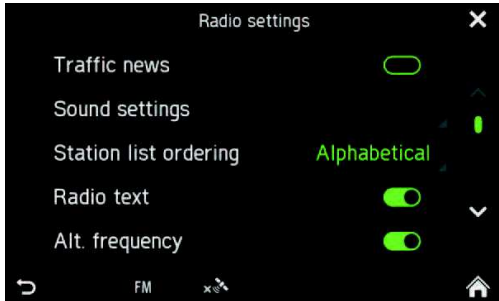 Radio settings
Traffic news
Sound settings
Station list ordering Alphabetical
Radio text
Alt. frequency
FM